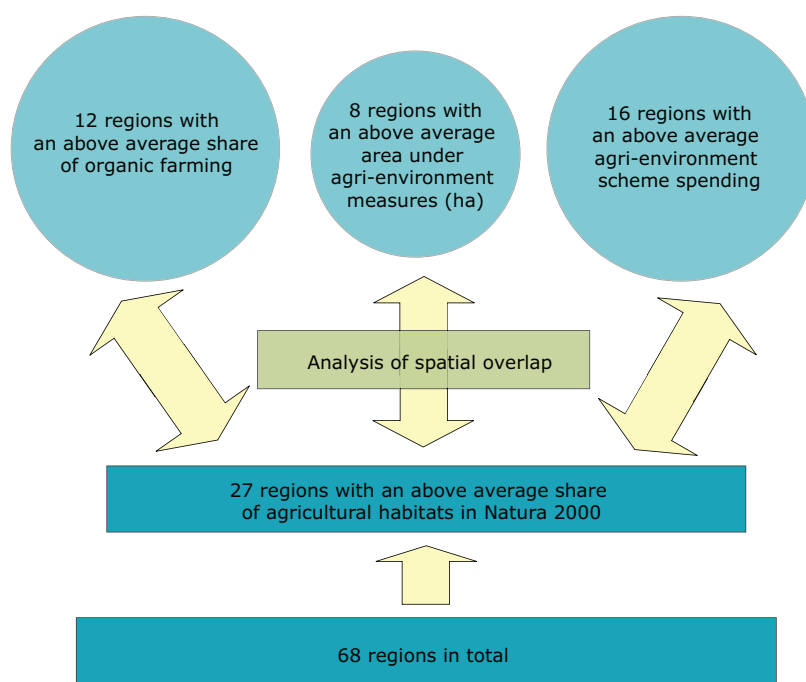 12 regions with
an above average share
of organic farming
8 regions with
an above average
area under
agri-environment
measures (ha)
16 regions with
an above average
agri-environment
scheme spending
Analysis of spatial overlap
27 regions with an above average share
of agricultural habitats in Natura 2000
68 regions in total